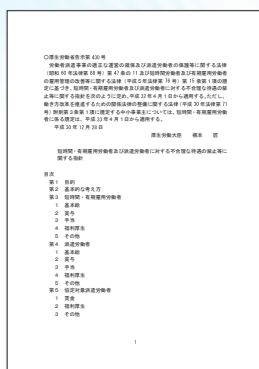 ○厚生労働省告示第430号
労働者派遣事業の適正な運営の確保及び派遣労働者の保護等に関する法律
（昭和60年法律第88号）第47条の11及び短時間労働者及び有期雇用労働者
の雇用管理の改善等に関する法律（平成5年法律第76号）第15条第1項の規
定に基づき、短時間・有期雇用労働者及び派遣労働者に対する不合理な待遇の禁
止等に関する指針を次のように定め、平成32年4月1日から適用する。ただし、
働き方改革を推進するための関係法律の整備に関する法律（平成30年法律第71
号）附則第3条第1項に規定する中小事業主については、短時間・有期雇用労働
者に係る規定は、平成33年4月1日から適用する。
平成30年12月28日
厚生労働大臣　根本　匠
短時間・有期雇用労働者及び派遣労働者に対する不合理な待遇の禁止等に
関する指針
目次
第1　目的
第2　基本的な考え方
第3　短時間・有期雇用労働者
1　基本給
2　賞与
3　手当
4　福利厚生
5　その他
第4　派遣労働者
1　基本給
2　賞与
3　手当
4　福利厚生
5　その他
第5　協定対象派遣労働者
1　賃金
2　福利厚生
3　その他
1